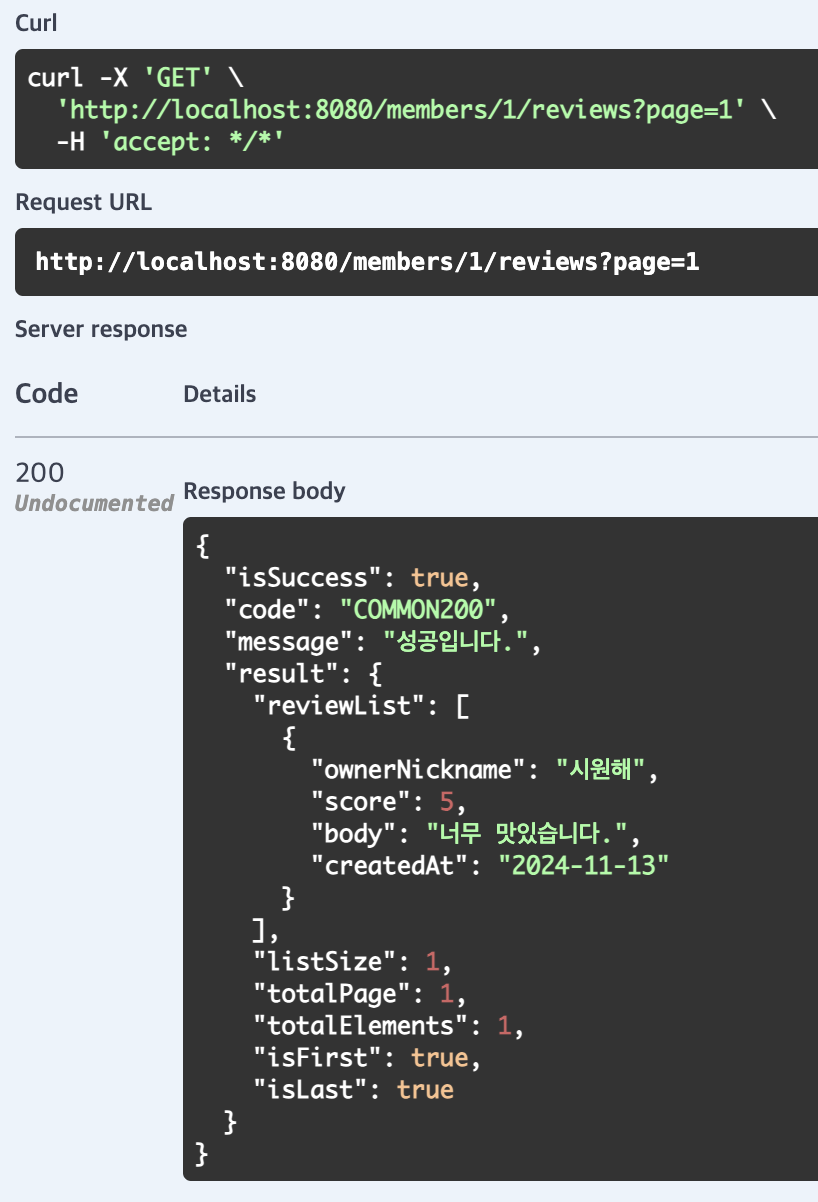 Curl
curl -X 'GET' \
  'http://localhost:8080/members/1/reviews?page=1' \
  -H 'accept: */*'
Request URL
http://localhost:8080/members/1/reviews?page=1
Server response
Code Details
200
Undocumented
Response body
{
  "isSuccess": true,
  "code": "COMMON200",
  "message": "성공입니다.",
  "result": {
    "reviewList": [
      {
        "ownerNickname": "시원해",
        "score": 5,
        "body": "너무 맛있습니다.",
        "createdAt": "2024-11-13"
      }
    ],
    "listSize": 1,
    "totalPage": 1,
    "totalElements": 1,
    "isFirst": true,
    "isLast": true
  }
}